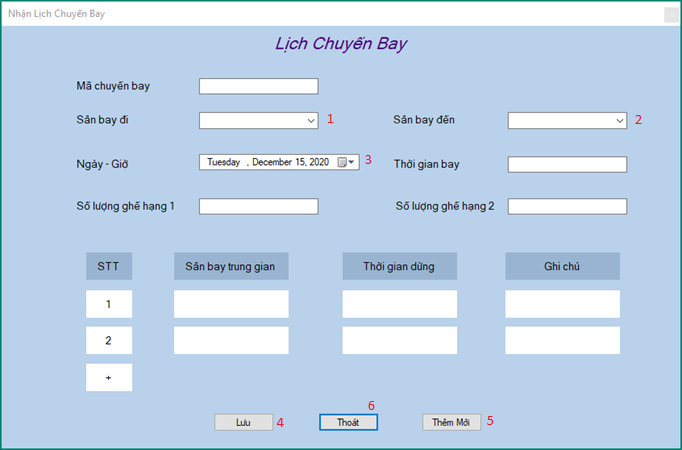 Nhận Lịch Chuyến Bay
Lịch Chuyến Bay
Mã chuyến bay
Sân bay đi 1 Sân bay đến 2
Ngày - Giờ Tuesday , December 15, 2020 3 Thời gian bay
Số lượng ghế hạng 1 Số lượng ghế hạng 2
STT Sân bay trung gian Thời gian dừng Ghi chú
1
2
+
Lưu 4 Thoát 6 Thêm Mới 5